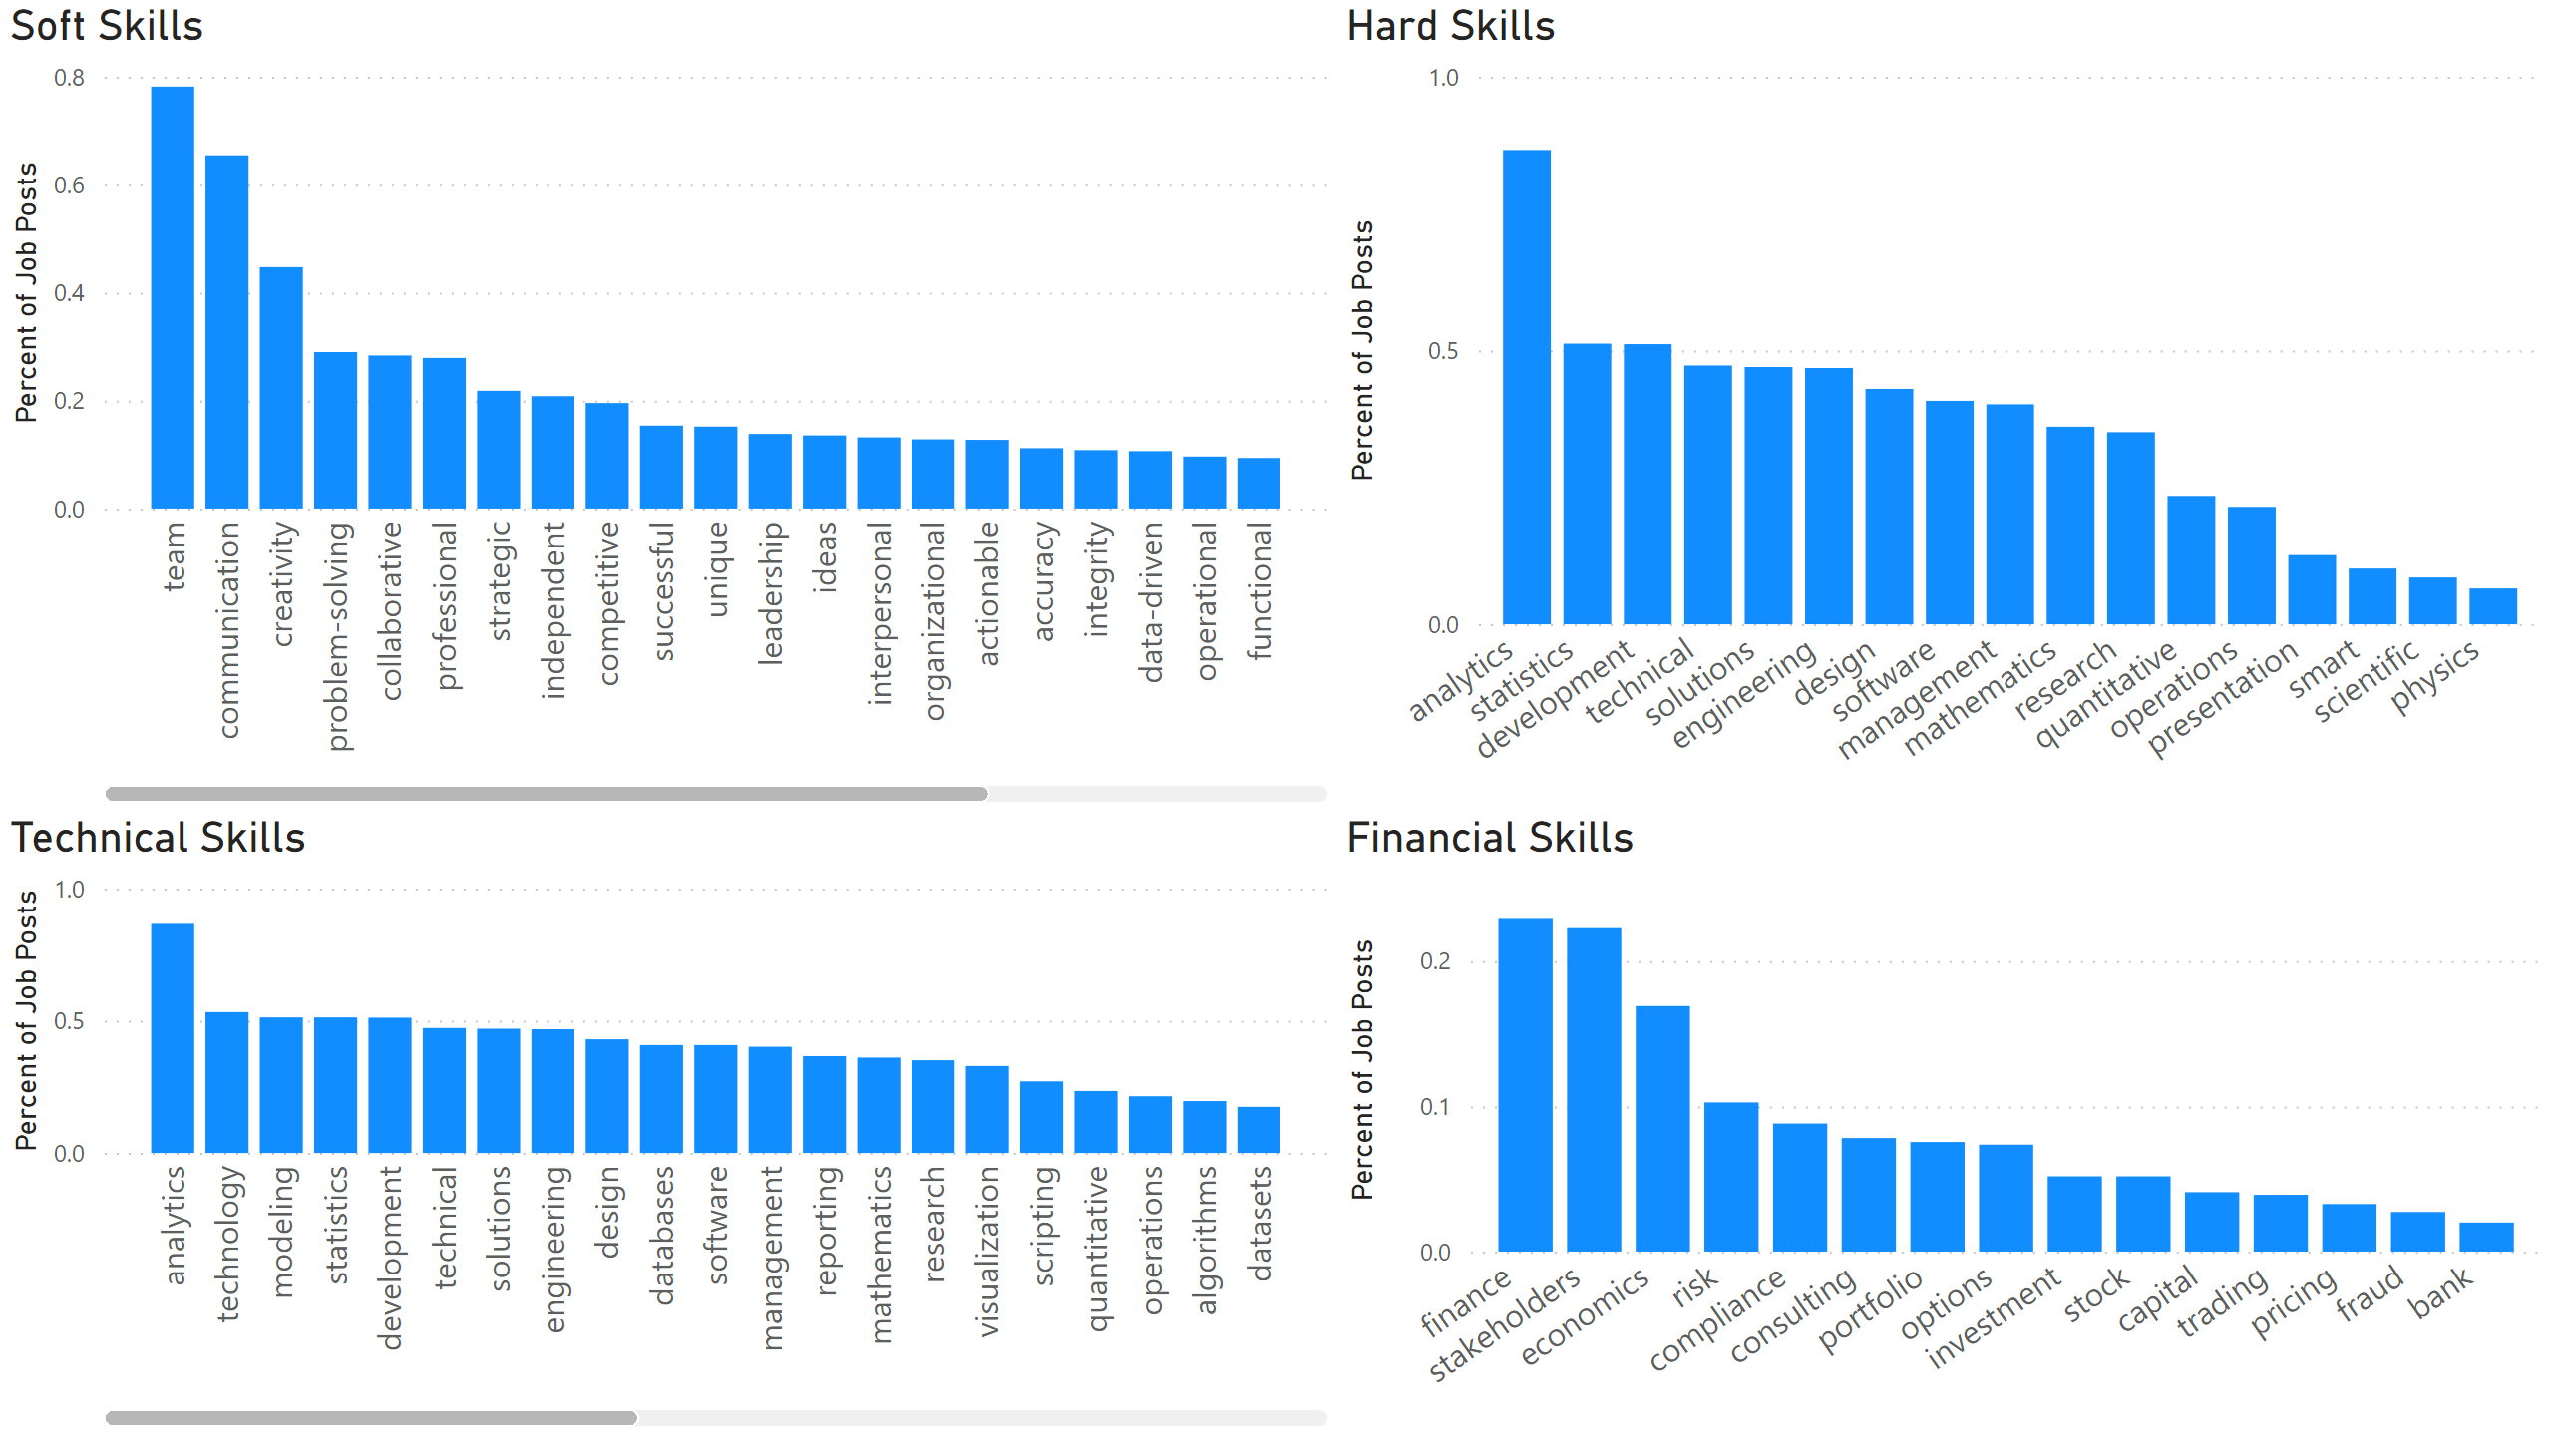 Soft Skills
Percent of Job Posts
0.8
0.6
0.4
0.2
0.0
team
communication
creativity
problem-solving
collaborative
professional
strategic
independent
competitive
successful
unique
leadership
ideas
interpersonal
organizational
actionable
accuracy
integrity
data-driven
operational
functional
Hard Skills
Percent of Job Posts
1.0
0.5
0.0
analytics
statistics
development
technical
solutions
engineering
design
software
management
mathematics
research
quantitative
operations
presentation
smart
scientific
physics
Technical Skills
Percent of Job Posts
1.0
0.5
0.0
analytics
technology
modeling
statistics
development
technical
solutions
engineering
design
databases
software
management
reporting
mathematics
research
visualization
scripting
quantitative
operations
algorithms
datasets
Financial Skills
Percent of Job Posts
0.2
0.1
0.0
finance
stakeholders
economics
risk
compliance
consulting
portfolio
options
investment
stock
capital
trading
pricing
fraud
bank